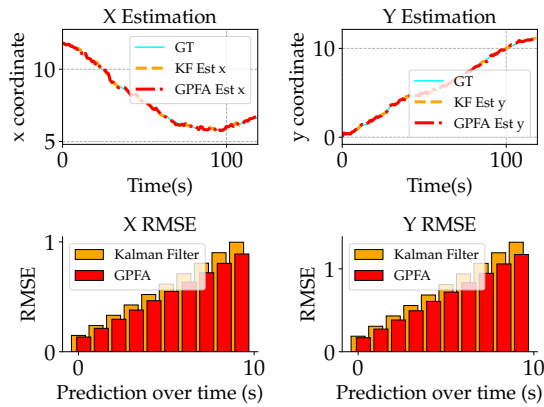 X Estimation
x coordinate
10
5
GT
KF Est x
GPFA Est x
0
100
Time(s)
Y Estimation
y coordinate
10
0
GT
KF Est y
GPFA Est y
0
100
Time(s)
X RMSE
RMSE
1
0
Kalman Filter
GPFA
0
10
Prediction over time (s)
Y RMSE
RMSE
1
0
Kalman Filter
GPFA
0
10
Prediction over time (s)